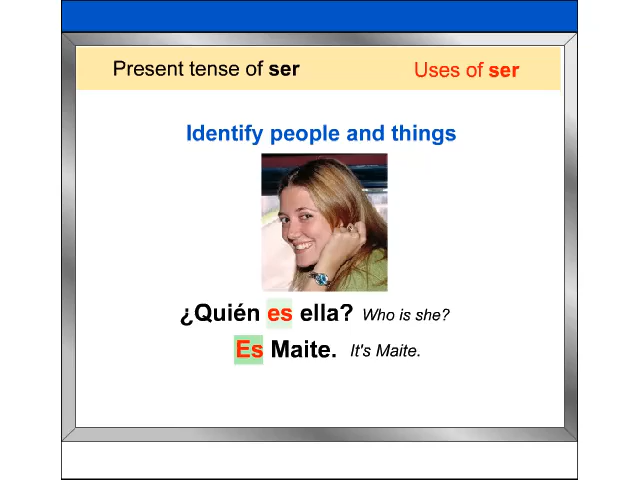 Present tense of ser
Uses of ser
Identify people and things
¿Quién es ella? Who is she?
Es Maite. It's Maite.